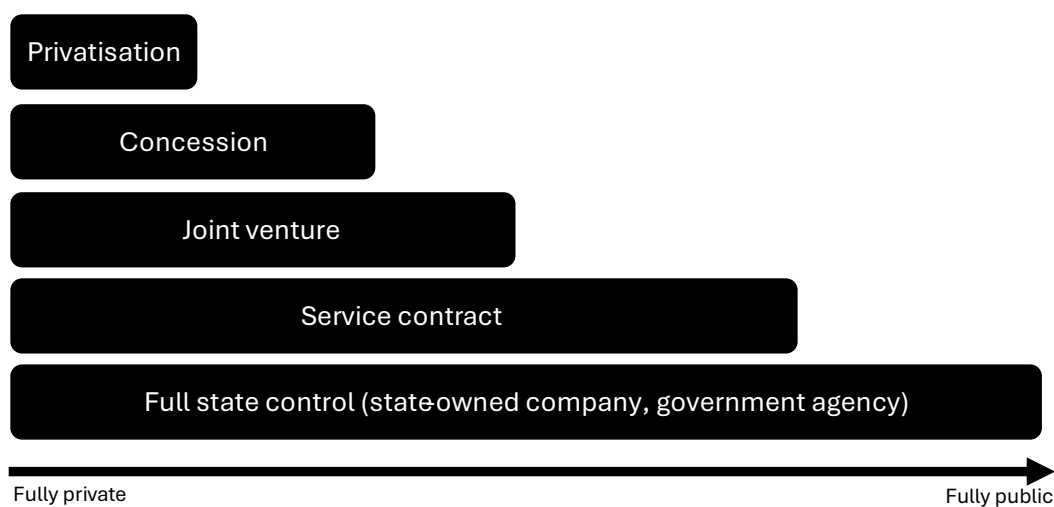 Privatisation
Concession
Joint venture
Service contract
Full state control (state-owned company, government agency)
Fully private
Fully public